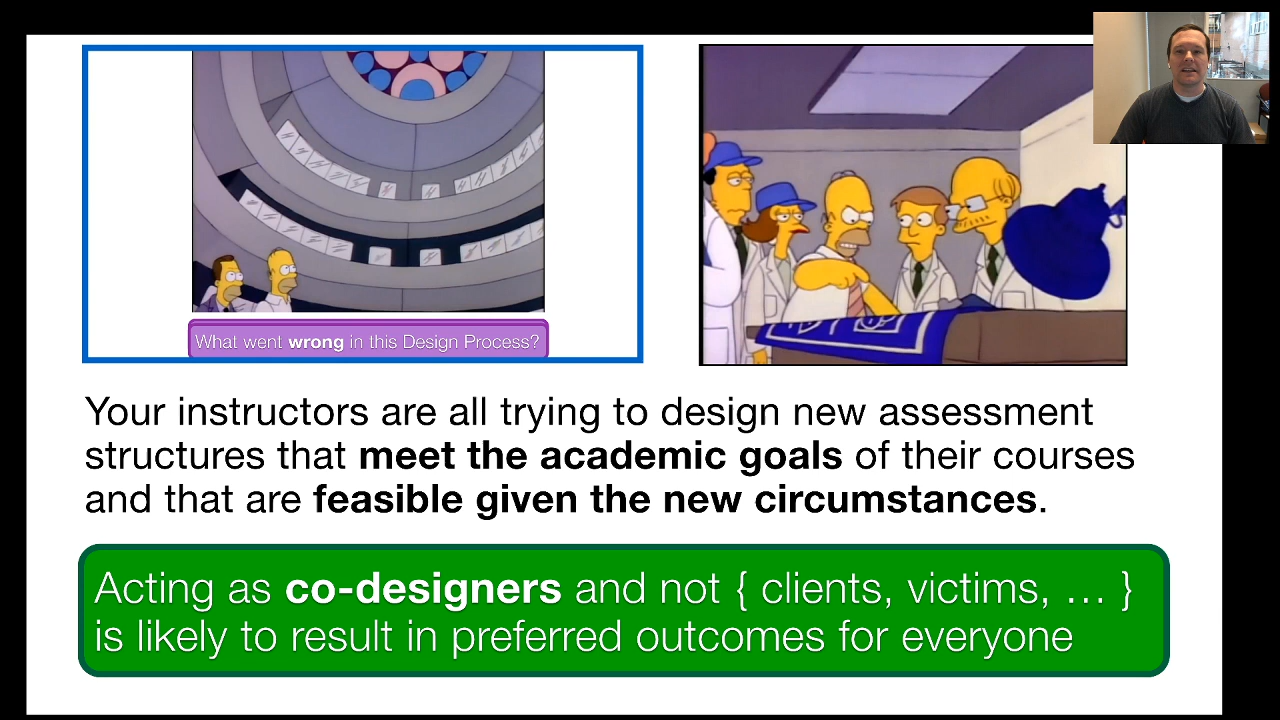 What went wrong in this Design Process?
Your instructors are all trying to design new assessment
structures that meet the academic goals of their courses
and that are feasible given the new circumstances.
Acting as co-designers and not { clients, victims, … }
is likely to result in preferred outcomes for everyone